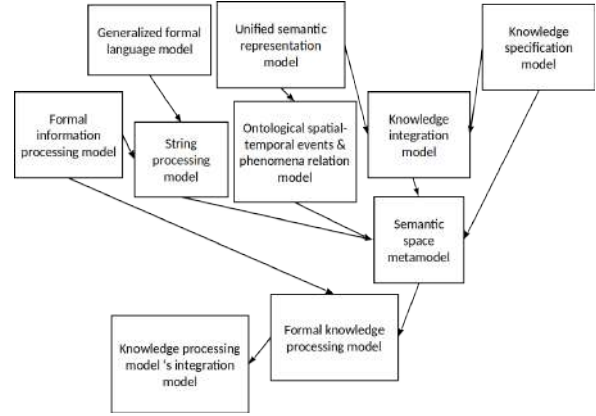 Generalized formal
language model
Unified semantic
representation
model
Knowledge
specification
model
Formal
information
processing model
String
processing
model
Ontological spatial-
temporal events &
phenomena relation
model
Knowledge
integration
model
Semantic
space
metamodel
Formal knowledge
processing model
Knowledge processing
model 's integration
model